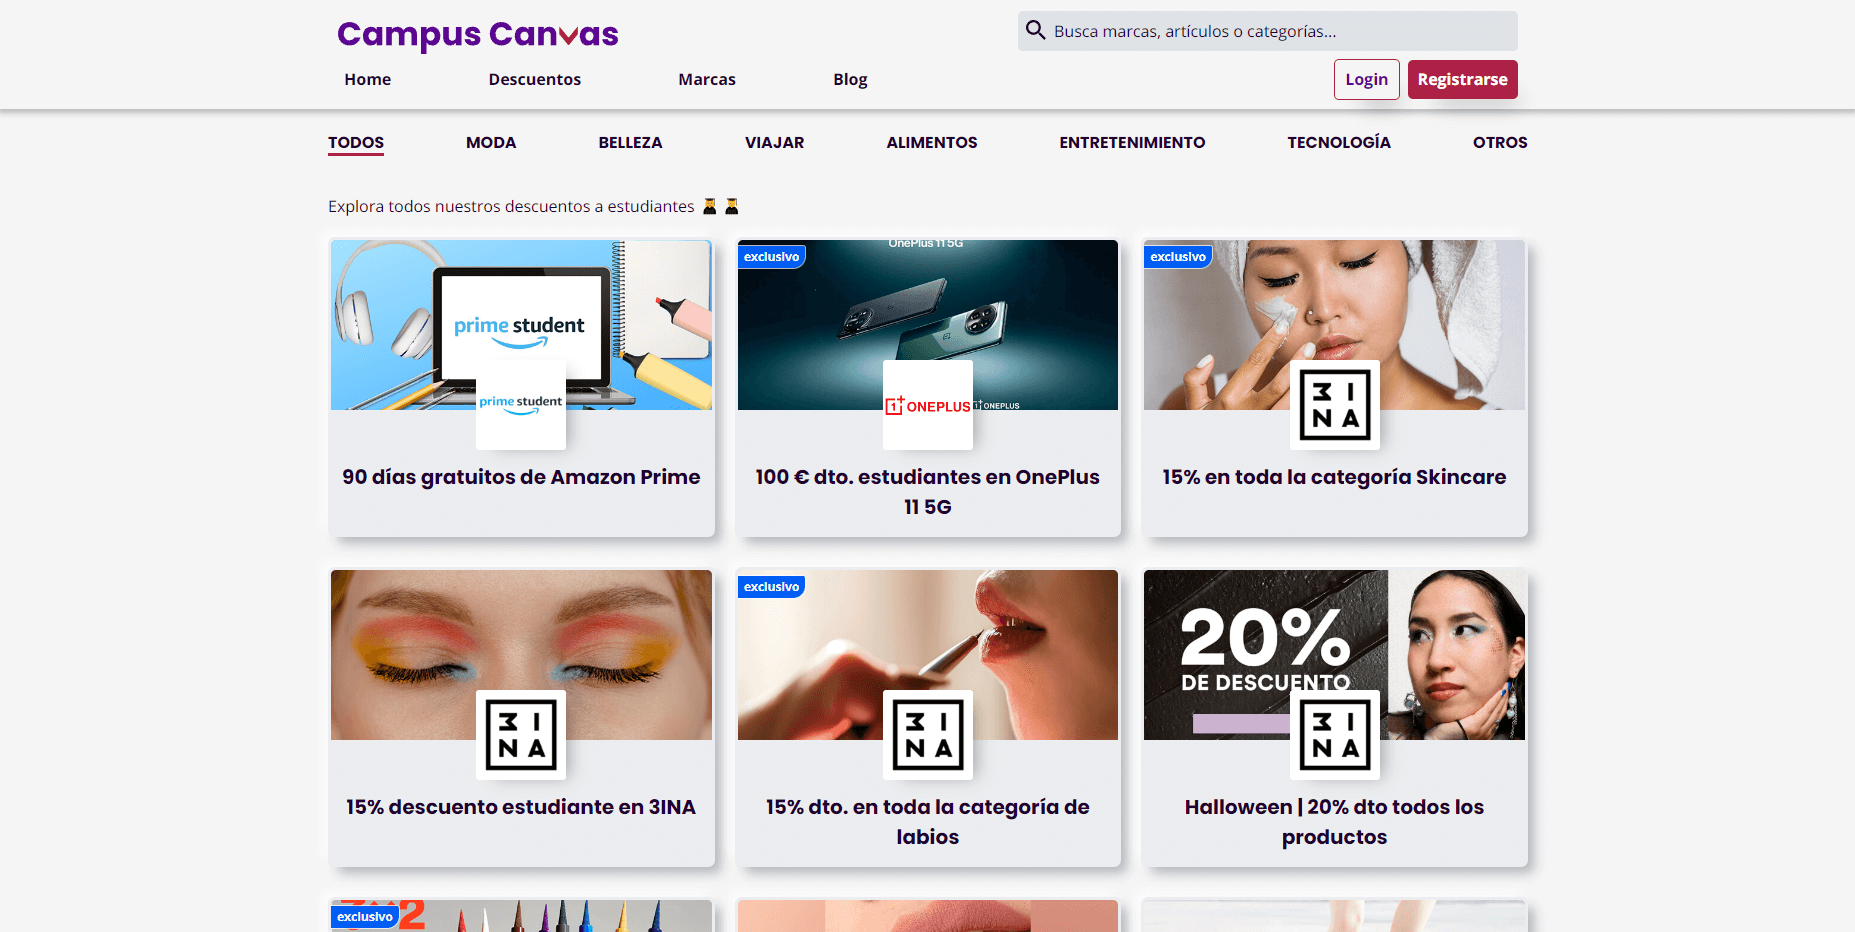 Campus Canvas
Busca marcas, artículos o categorías...
Home
Descuentos
Marcas
Blog
Login
Registrarse
TODOS
MODA
BELLEZA
VIAJAR
ALIMENTOS
ENTRETENIMIENTO
TECNOLOGÍA
OTROS
Explora todos nuestros descuentos a estudiantes
prime student
prime student
90 días gratuitos de Amazon Prime
exclusivo
OnePlus 11 5G
1+ ONEPLUS
1+ ONEPLUS
100 € dto. estudiantes en OnePlus
11 5G
exclusivo
3INA
15% en toda la categoría Skincare
3INA
15% descuento estudiante en 3INA
exclusivo
3INA
15% dto. en toda la categoría de
labios
20%
DE DESCUENTO
3INA
Halloween | 20% dto todos los
productos
exclusivo
3x2